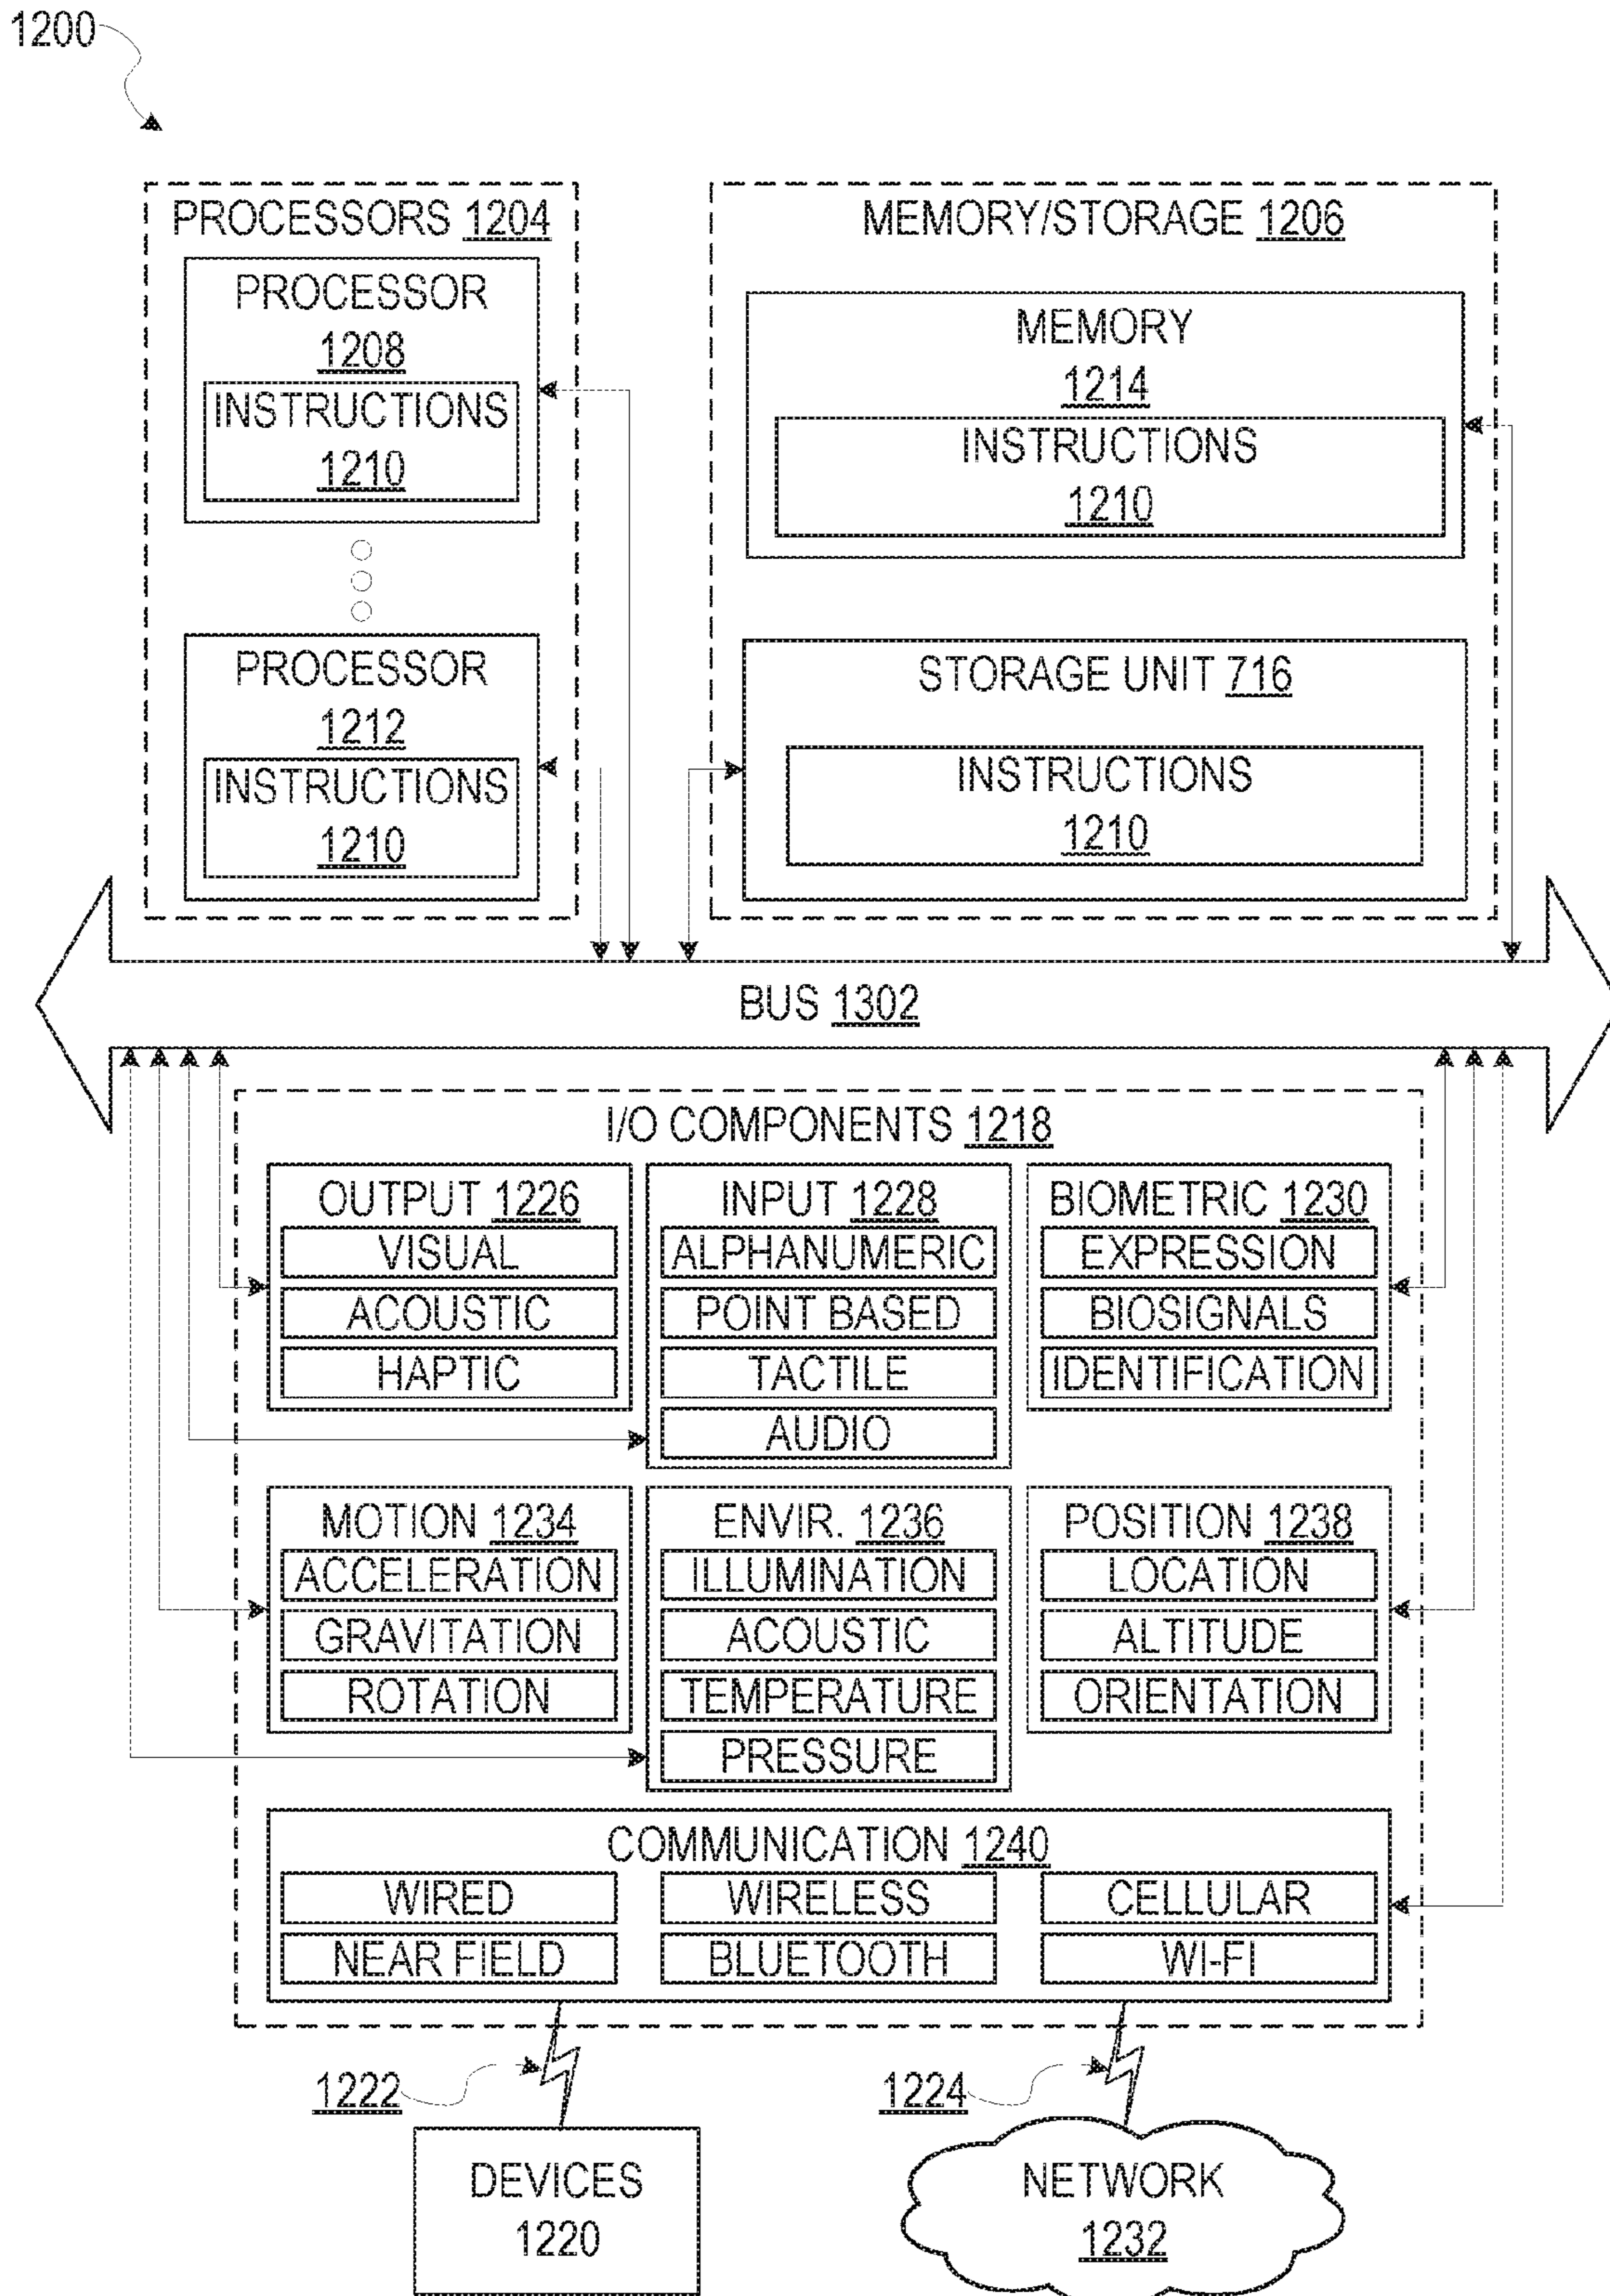 1200
PROCESSORS 1204
PROCESSOR
1208
INSTRUCTIONS
1210
PROCESSOR
1212
INSTRUCTIONS
1210
MEMORY/STORAGE 1206
MEMORY
1214
INSTRUCTIONS
1210
STORAGE UNIT 716
INSTRUCTIONS
1210
BUS 1302
I/O COMPONENTS 1218
OUTPUT 1226
VISUAL
ACOUSTIC
HAPTIC
INPUT 1228
ALPHANUMERIC
POINT BASED
TACTILE
AUDIO
BIOMETRIC 1230
EXPRESSION
BIOSIGNALS
IDENTIFICATION
MOTION 1234
ACCELERATION
GRAVITATION
ROTATION
ENVIR. 1236
ILLUMINATION
ACOUSTIC
TEMPERATURE
PRESSURE
POSITION 1238
LOCATION
ALTITUDE
ORIENTATION
COMMUNICATION 1240
WIRED
WIRELESS
CELLULAR
NEAR FIELD
BLUETOOTH
WI-FI
1222
1224
DEVICES
1220
NETWORK
1232